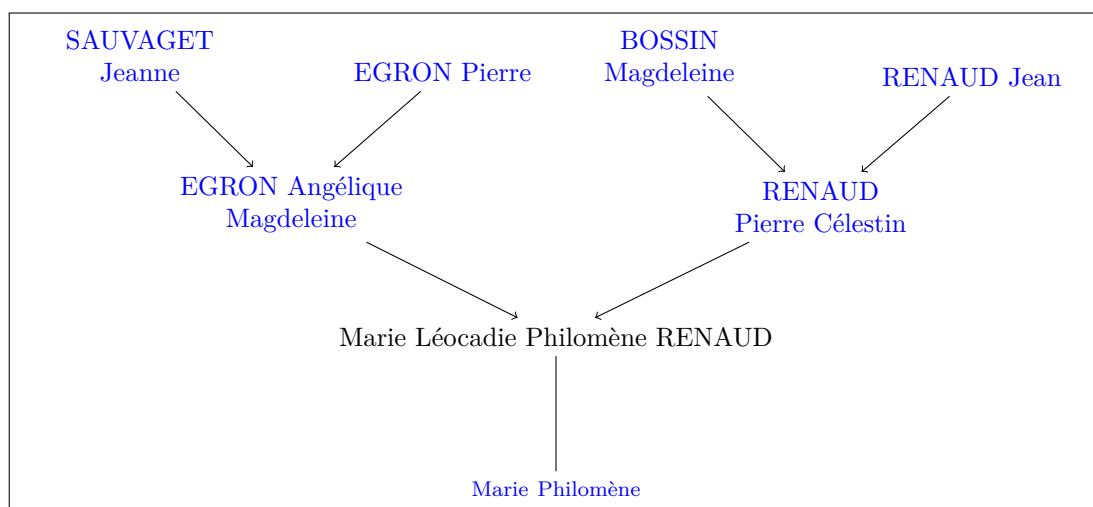 SAUVAGET
Jeanne
EGRON Pierre
BOSSIN
Magdeleine
RENAUD Jean
EGRON Angélique
Magdeleine
RENAUD
Pierre Célestin
Marie Léocadie Philomène RENAUD
Marie Philomène